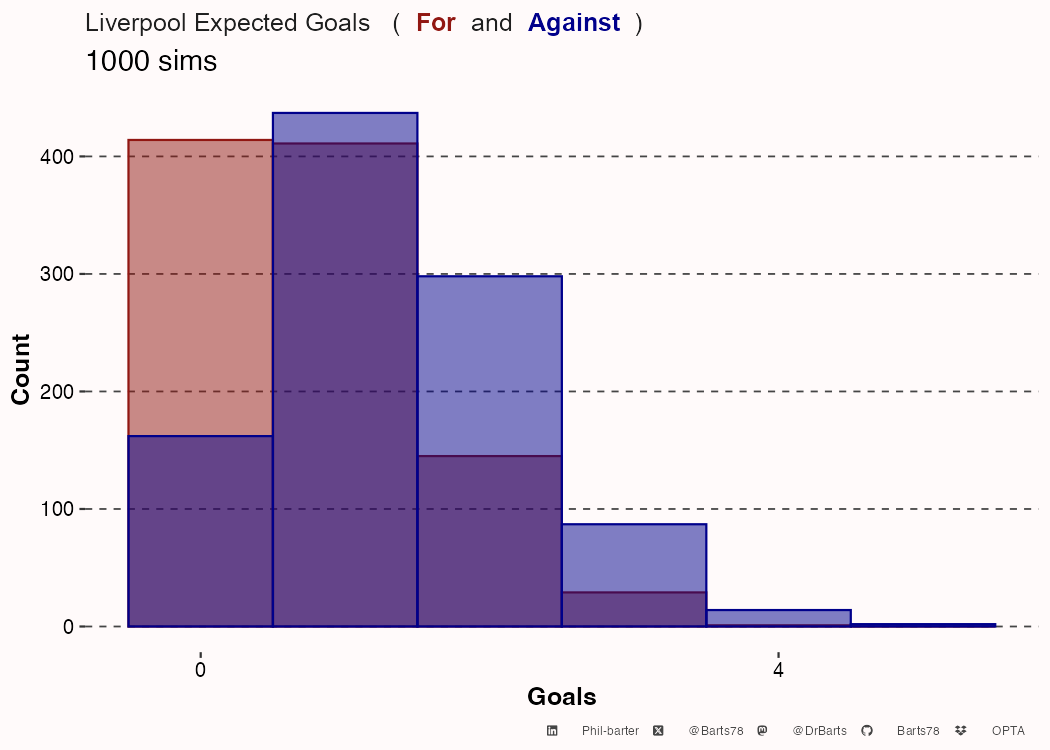 Liverpool Expected Goals ( For and Against )
1000 sims
400
300
200
100
0
Count
0 4
Goals
Phil-barter @Barts78 @DrBarts Barts78 OPTA